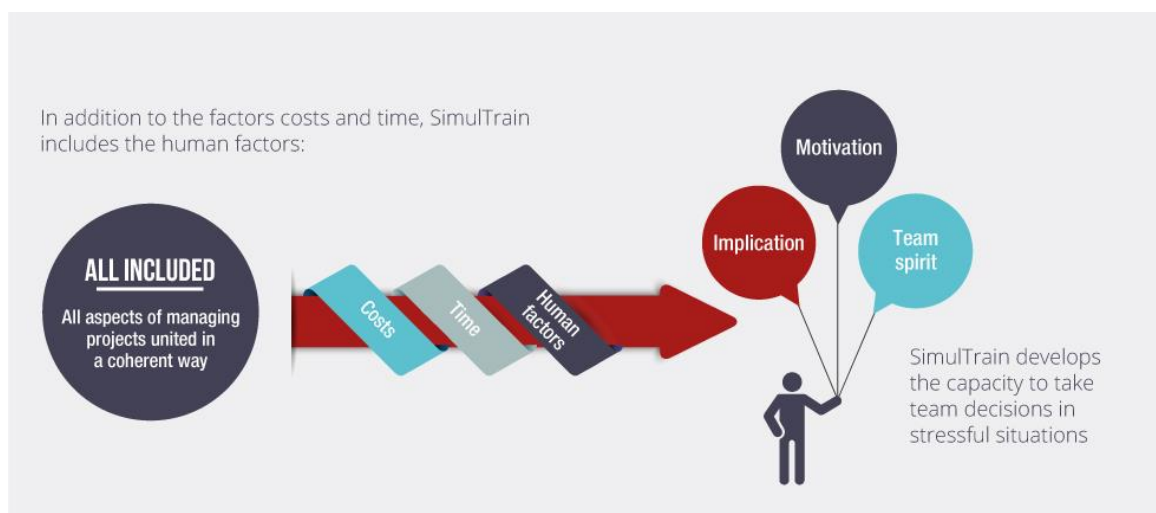 In addition to the factors costs and time, SimulTrain
includes the human factors:
ALL INCLUDED
All aspects of managing
projects united in
a coherent way
Costs
Time
Human
factors
Implication
Motivation
Team
spirit
SimulTrain develops
the capacity to take
team decisions in
stressful situations